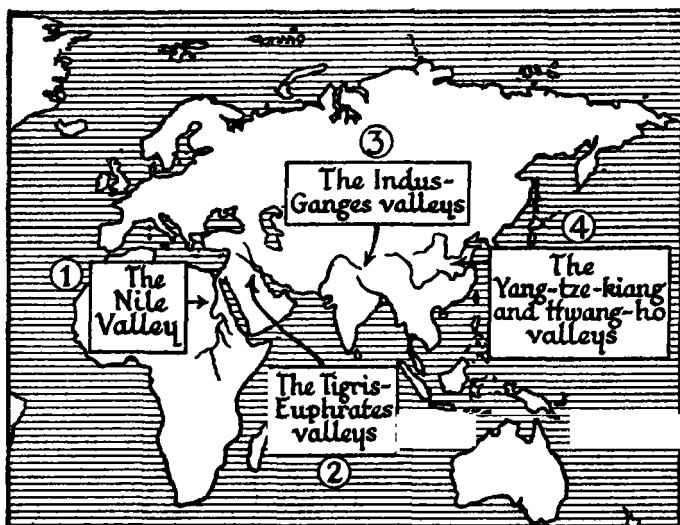 ①
The
Nile
Valley
The Tigris-
Euphrates
valleys
②
③
The Indus-
Ganges valleys
④
The
Yang-tze-kiang
and Hwang-ho
valleys